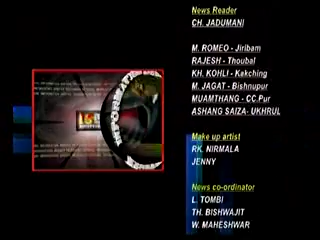 News Reader
CH. JADUMANI
M. ROMEO - Jiribam
RAJESH - Thoubal
KH. KOHLI - Kakching
M. JAGAT - Bishnupur
MUAMTHANG - CC.Pur
ASHANG SAIZA- UKHRUL
Make up artist
RK. NIRMALA
JENNY
News co-ordinator
L. TOMBI
TH. BISHWAJIT
W. MAHESHWAR
INFORMAT